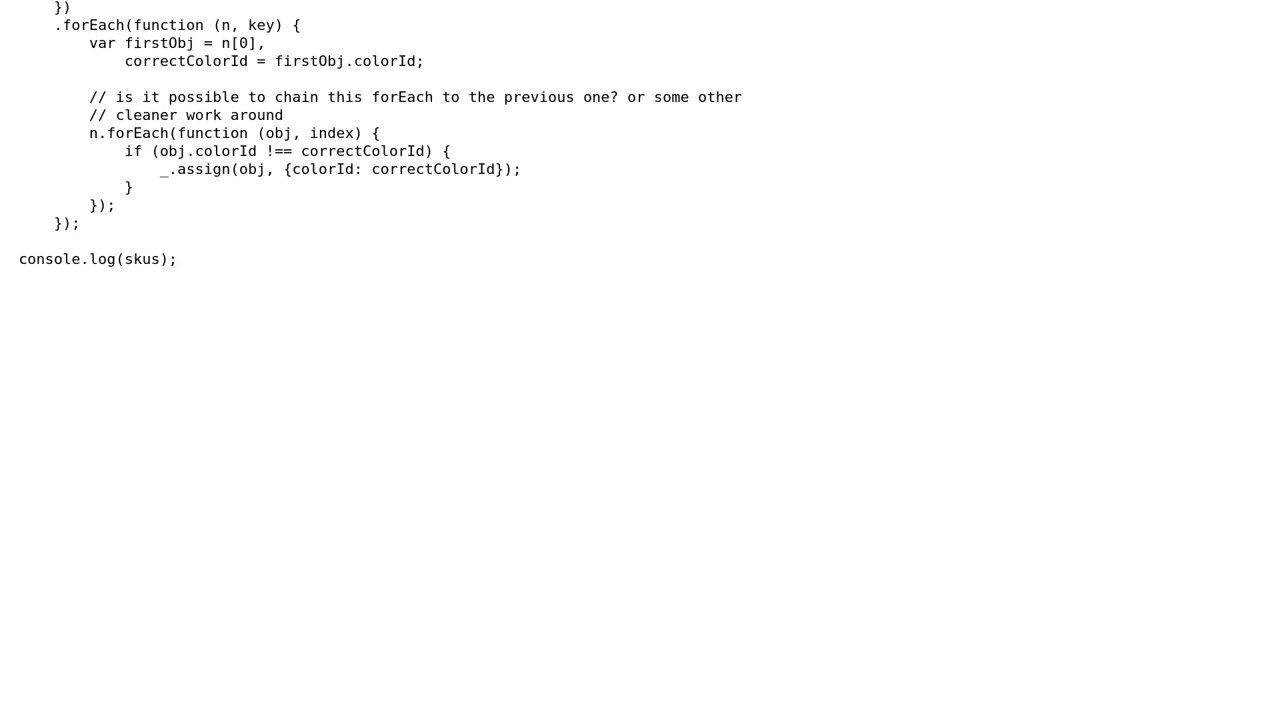 })
    .forEach(function (n, key) {
        var firstObj = n[0],
            correctColorId = firstObj.colorId;

        // is it possible to chain this forEach to the previous one? or some other
        // cleaner work around
        n.forEach(function (obj, index) {
            if (obj.colorId !== correctColorId) {
                _.assign(obj, {colorId: correctColorId});
            }
        });
    });

console.log(skus);